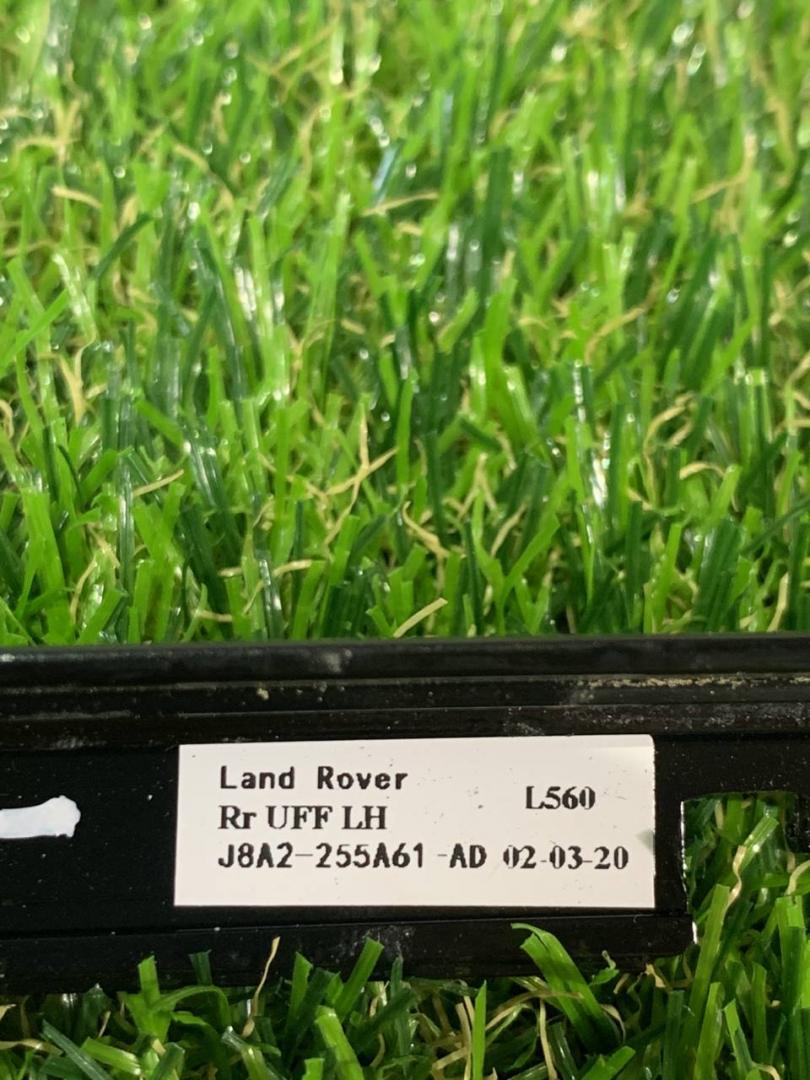 Land Rover L560
Rr UFF LH
J8A2-255A61 -AD 02-03-20